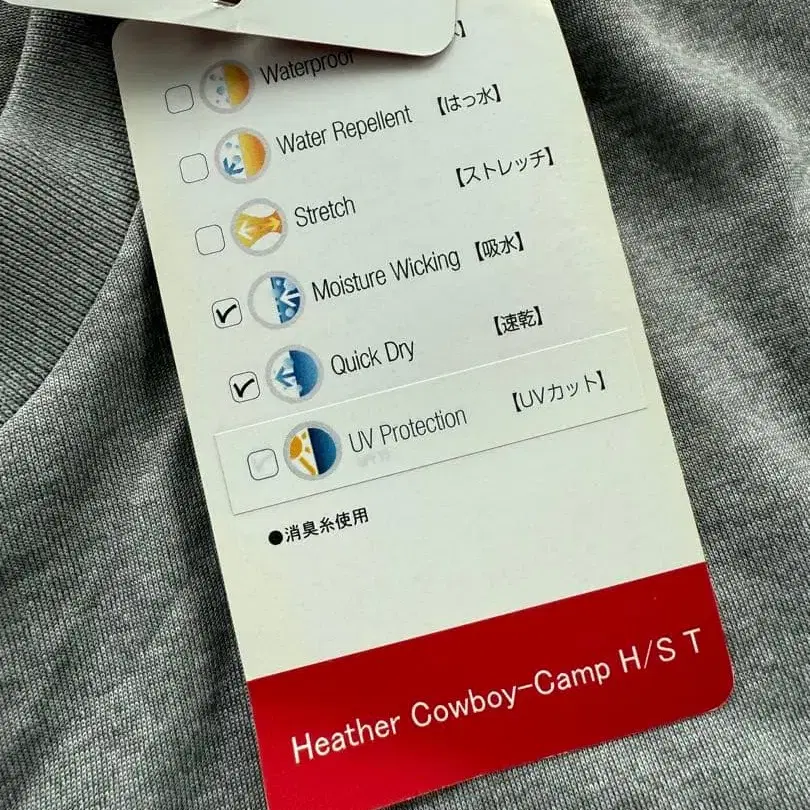 Waterproof
Water Repellent 【はっ水】
Stretch 【ストレッチ】
Moisture Wicking 【吸水】
Quick Dry 【速乾】
UV Protection 【UVカット】
●消臭糸使用
Heather Cowboy-Camp H/S T